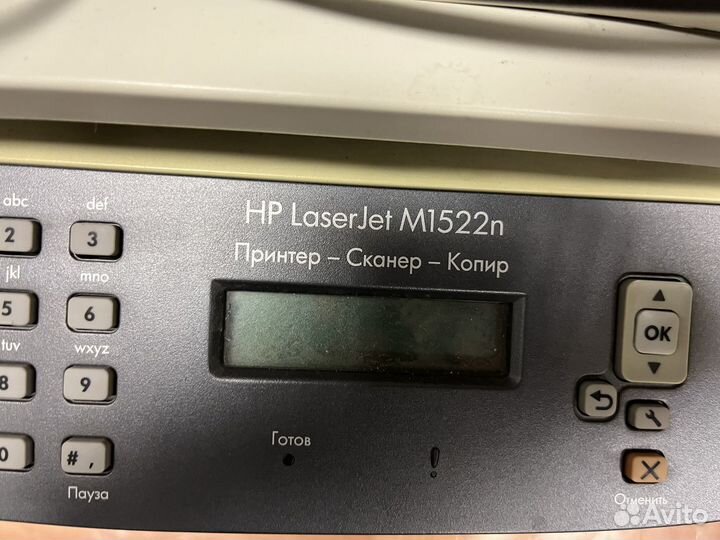 HP LaserJet M1522n
Принтер – Сканер – Копир
abc def
2 3
jkl mno
5 6
tuv wxyz
8 9
0 # ,
Пауза
OK
Готов
!
Отменить
Avito